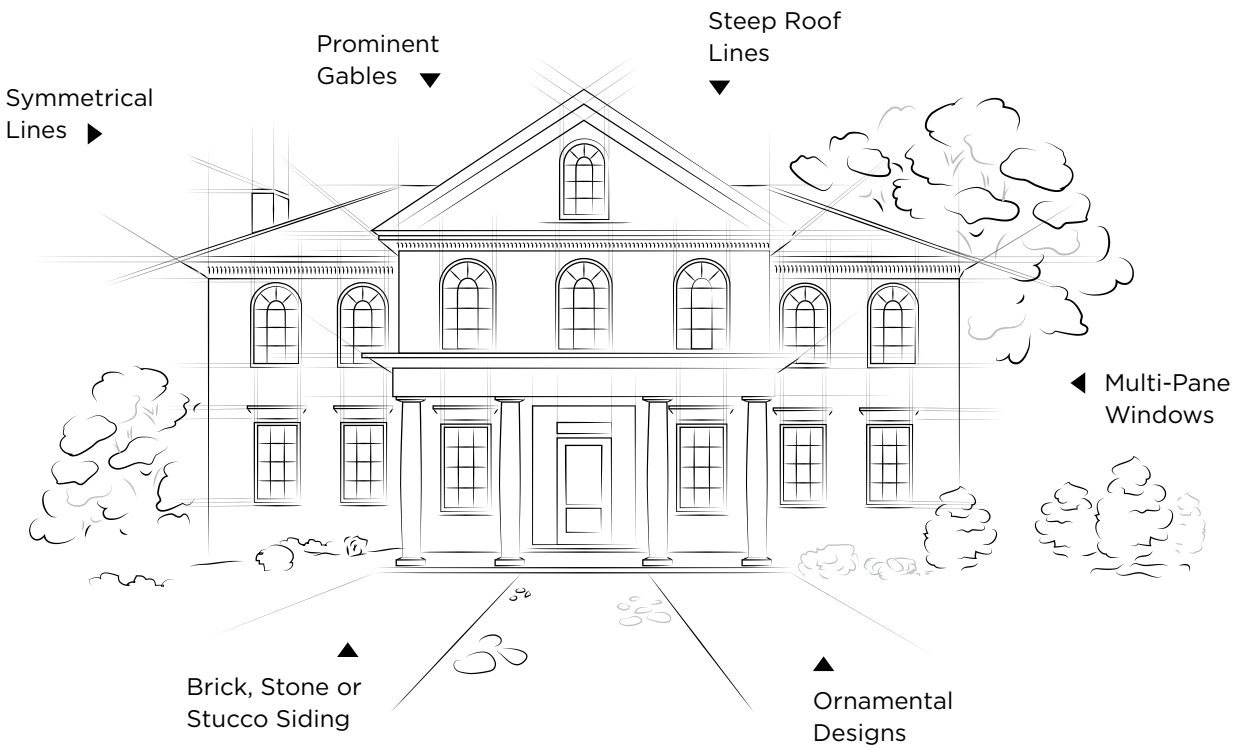 Steep Roof
Lines
Prominent
Gables
Symmetrical
Lines
Multi-Pane
Windows
Brick, Stone or
Stucco Siding
Ornamental
Designs